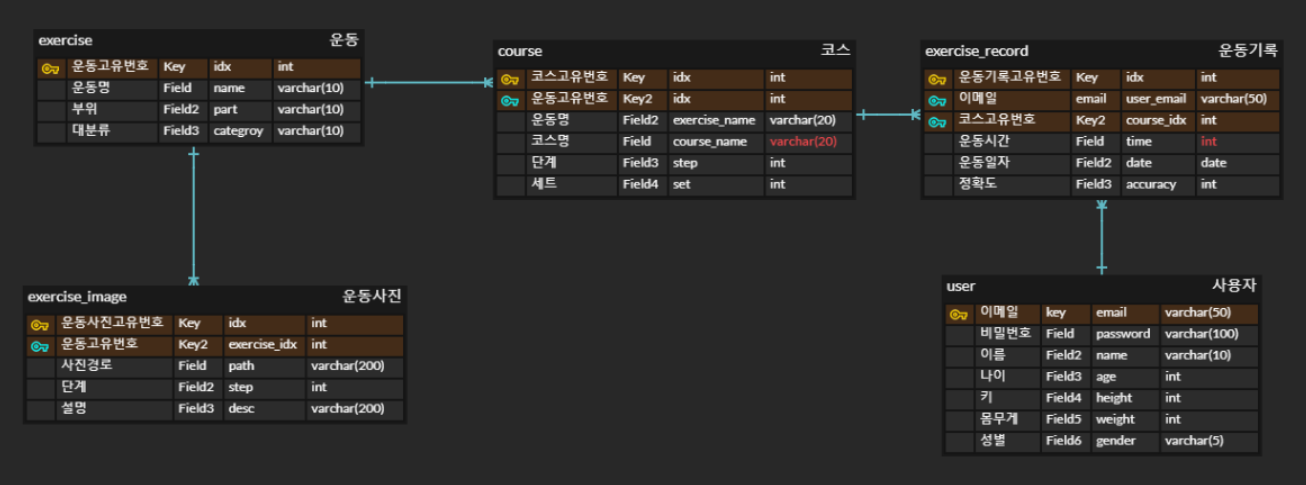 exercise 운동
운동고유번호 Key idx int
운동명 Field name varchar(10)
부위 Field2 part varchar(10)
대분류 Field3 categroy varchar(10)
course 코스
코스고유번호 Key idx int
운동고유번호 Key2 idx int
운동명 Field2 exercise_name varchar(20)
코스명 Field course_name varchar(20)
단계 Field3 step int
세트 Field4 set int
exercise_record 운동기록
운동기록고유번호 Key idx int
이메일 email user_email varchar(50)
코스고유번호 Key2 course_idx int
운동시간 Field time int
운동일자 Field2 date date
정확도 Field3 accuracy int
exercise_image 운동사진
운동사진고유번호 Key idx int
운동고유번호 Key2 exercise_idx int
사진경로 Field path varchar(200)
단계 Field2 step int
설명 Field3 desc varchar(200)
user 사용자
이메일 key email varchar(50)
비밀번호 Field password varchar(100)
이름 Field2 name varchar(10)
나이 Field3 age int
키 Field4 height int
몸무게 Field5 weight int
성별 Field6 gender varchar(5)